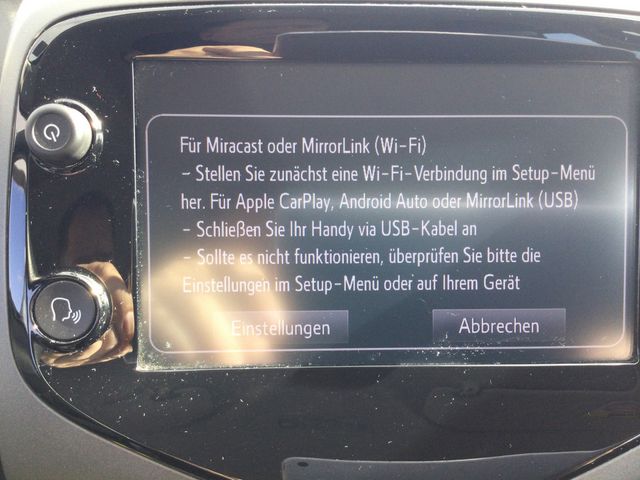 Für Miracast oder MirrorLink (Wi-Fi)
- Stellen Sie zunächst eine Wi-Fi-Verbindung im Setup-Menü
her. Für Apple CarPlay, Android Auto oder MirrorLink (USB)
- Schließen Sie Ihr Handy via USB-Kabel an
- Sollte es nicht funktionieren, überprüfen Sie bitte die
Einstellungen im Setup-Menü oder auf Ihrem Gerät
Einstellungen
Abbrechen